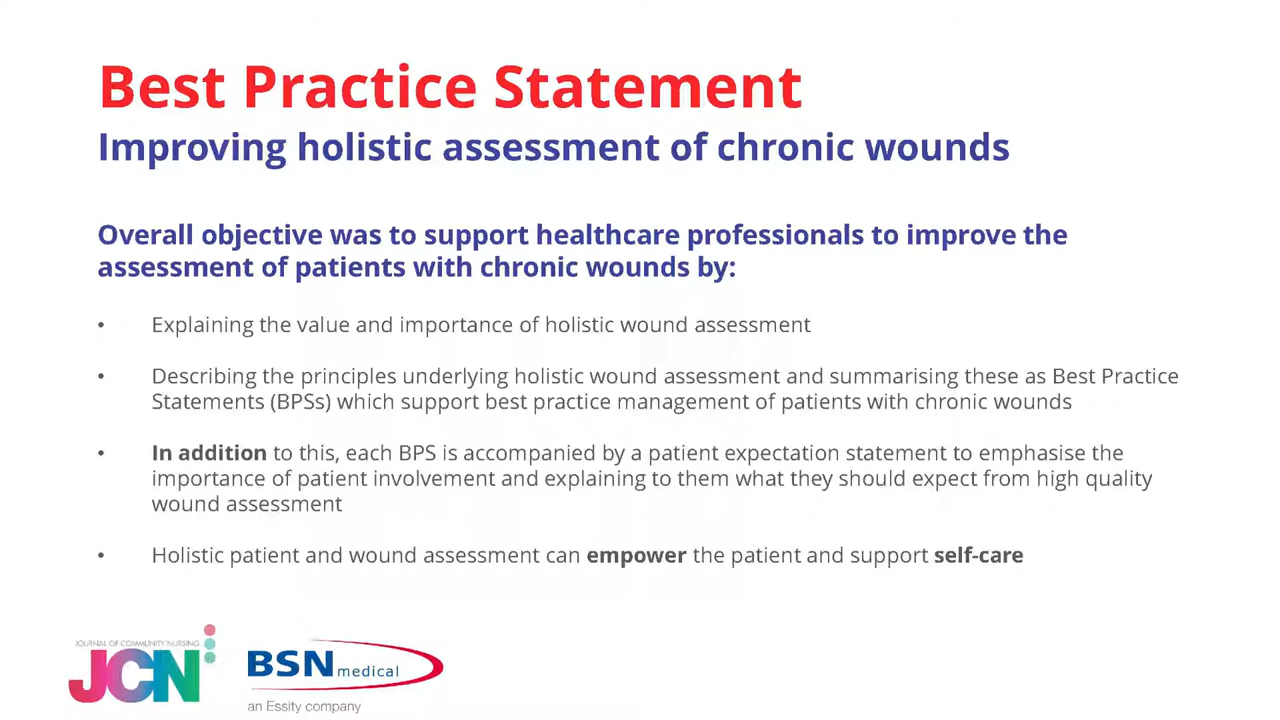 Best Practice Statement
Improving holistic assessment of chronic wounds
Overall objective was to support healthcare professionals to improve the
assessment of patients with chronic wounds by:
• Explaining the value and importance of holistic wound assessment
• Describing the principles underlying holistic wound assessment and summarising these as Best Practice
Statements (BPSs) which support best practice management of patients with chronic wounds
• In addition to this, each BPS is accompanied by a patient expectation statement to emphasise the
importance of patient involvement and explaining to them what they should expect from high quality
wound assessment
• Holistic patient and wound assessment can empower the patient and support self-care
JOURNAL OF COMMUNITY NURSING
JCN
BSN medical
an Essity company